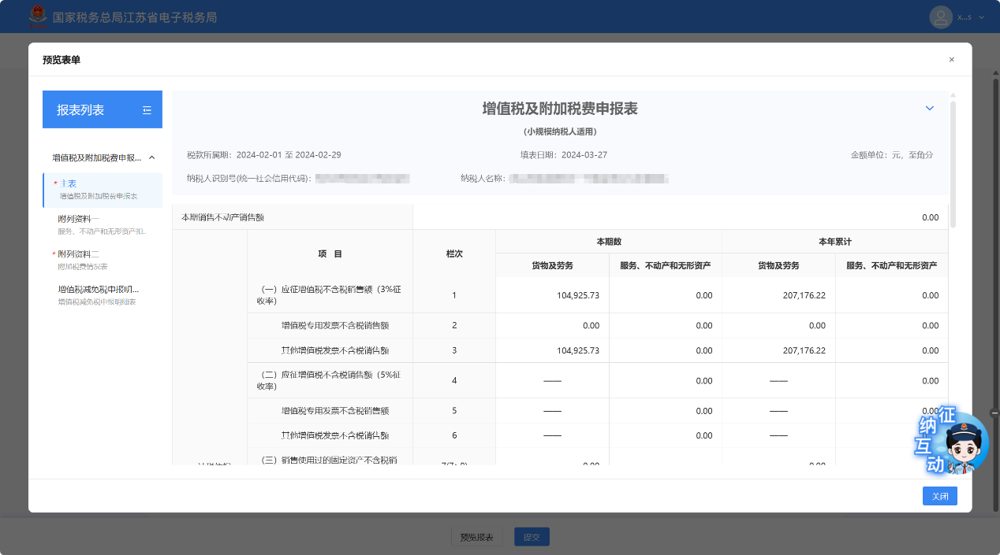 国家税务总局江苏省电子税务局
x...s
预览表单
×
报表列表
增值税及附加税费申报...
* 主表
增值税及附加税费申报表
附列资料一
服务、不动产和无形资产扣...
* 附列资料二
附加税费情况表
增值税减免税申报明...
增值税减免税申报明细表
增值税及附加税费申报表
(小规模纳税人适用)
税款所属期：2024-02-01 至 2024-02-29
填表日期：2024-03-27
金额单位：元，至角分
纳税人识别号(统一社会信用代码)：
纳税人名称：
本期销售不动产销售额 0.00
项 目 栏次 本期数 本年累计
货物及劳务 服务、不动产和无形资产 货物及劳务 服务、不动产和无形资产
（一）应征增值税不含税销售额（3%征
收率） 1 104,925.73 0.00 207,176.22 0.00
增值税专用发票不含税销售额 2 0.00 0.00 0.00 0.00
其他增值税发票不含税销售额 3 104,925.73 0.00 207,176.22 0.00
（二）应征增值税不含税销售额（5%征
收率） 4 —— 0.00 —— 0.00
增值税专用发票不含税销售额 5 —— 0.00 —— 0.00
其他增值税发票不含税销售额 6 —— 0.00 —— 0.00
（三）销售使用过的固定资产不含税销
征纳互动
关闭
预览报表
提交